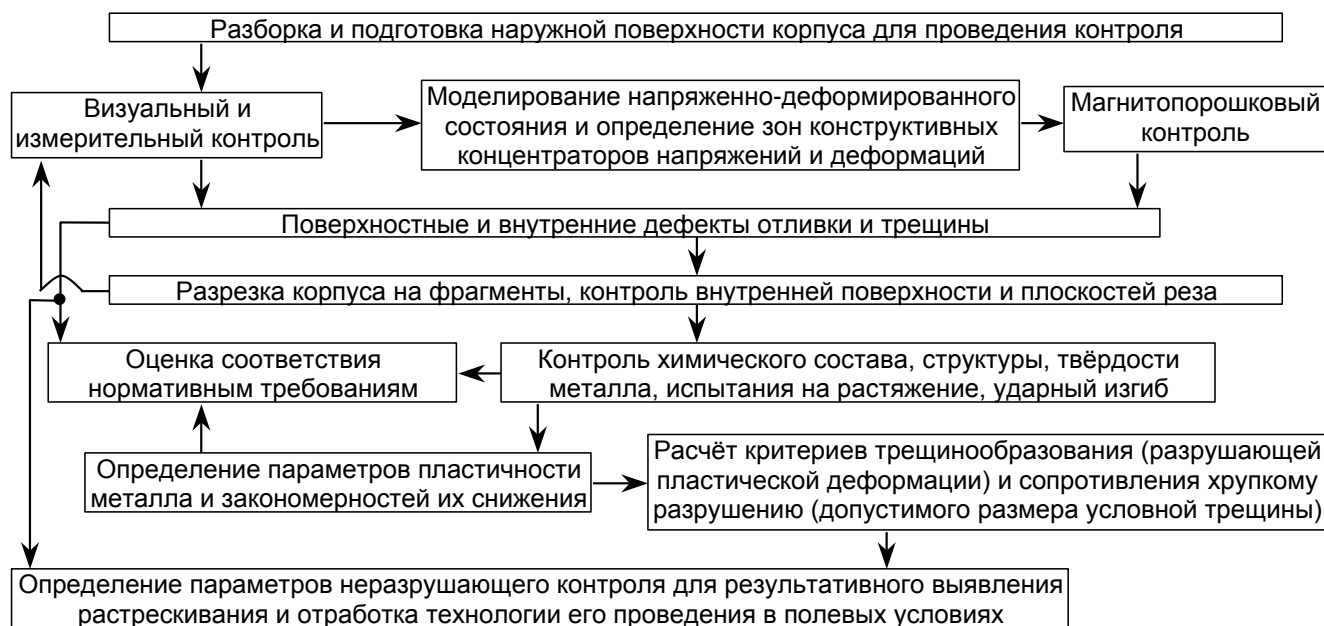 Разборка и подготовка наружной поверхности корпуса для проведения контроля
Визуальный и
измерительный контроль
Моделирование напряженно-деформированного
состояния и определение зон конструктивных
концентраторов напряжений и деформаций
Магнитопорошковый
контроль
Поверхностные и внутренние дефекты отливки и трещины
Разрезка корпуса на фрагменты, контроль внутренней поверхности и плоскостей реза
Оценка соответствия
нормативным требованиям
Контроль химического состава, структуры, твёрдости
металла, испытания на растяжение, ударный изгиб
Определение параметров пластичности
металла и закономерностей их снижения
Расчёт критериев трещинообразования (разрушающей
пластической деформации) и сопротивления хрупкому
разрушению (допустимого размера условной трещины)
Определение параметров неразрушающего контроля для результативного выявления
растрескивания и отработка технологии его проведения в полевых условиях